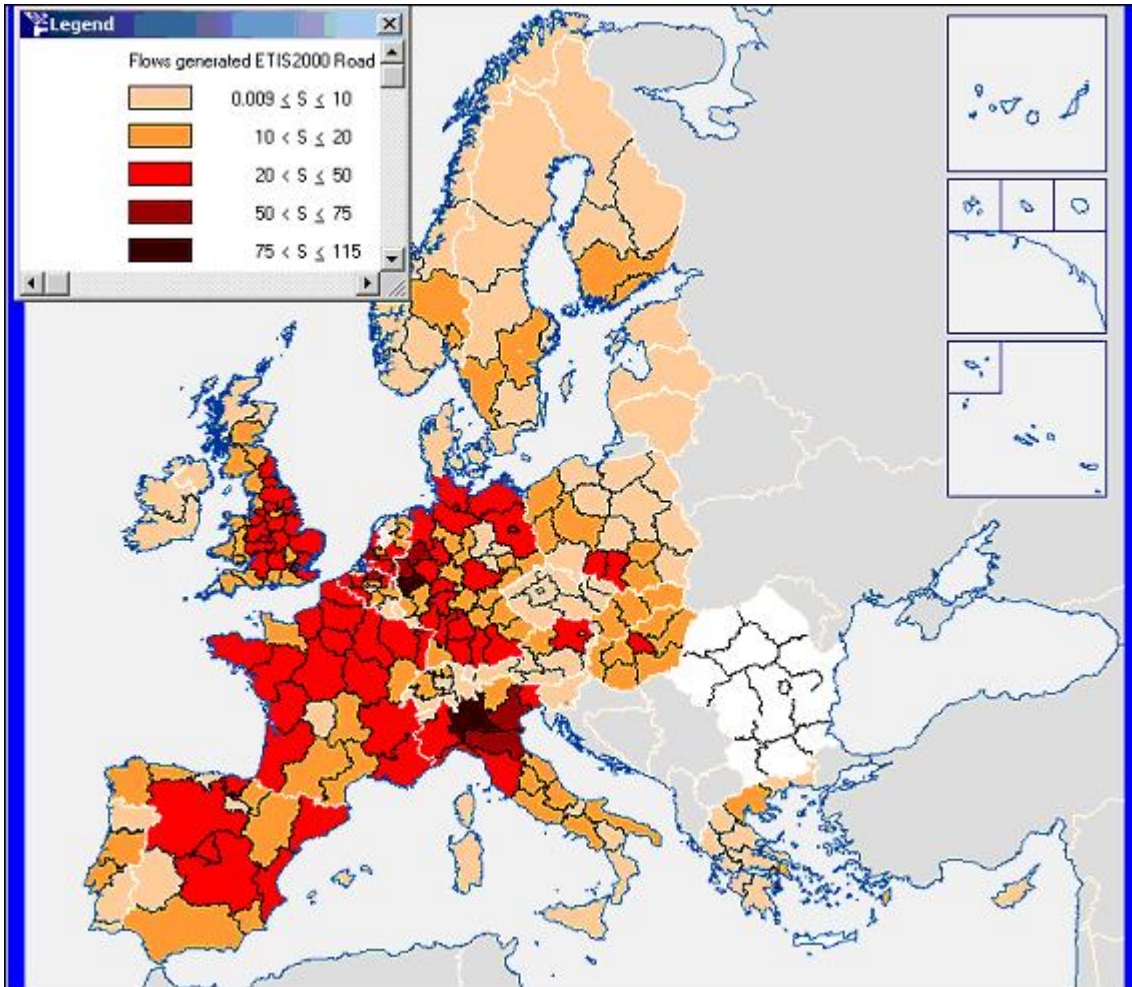 Legend
Flows generated ETIS2000 Road
0.009 ≤ S ≤ 10
10 < S ≤ 20
20 < S ≤ 50
50 < S ≤ 75
75 < S ≤ 115